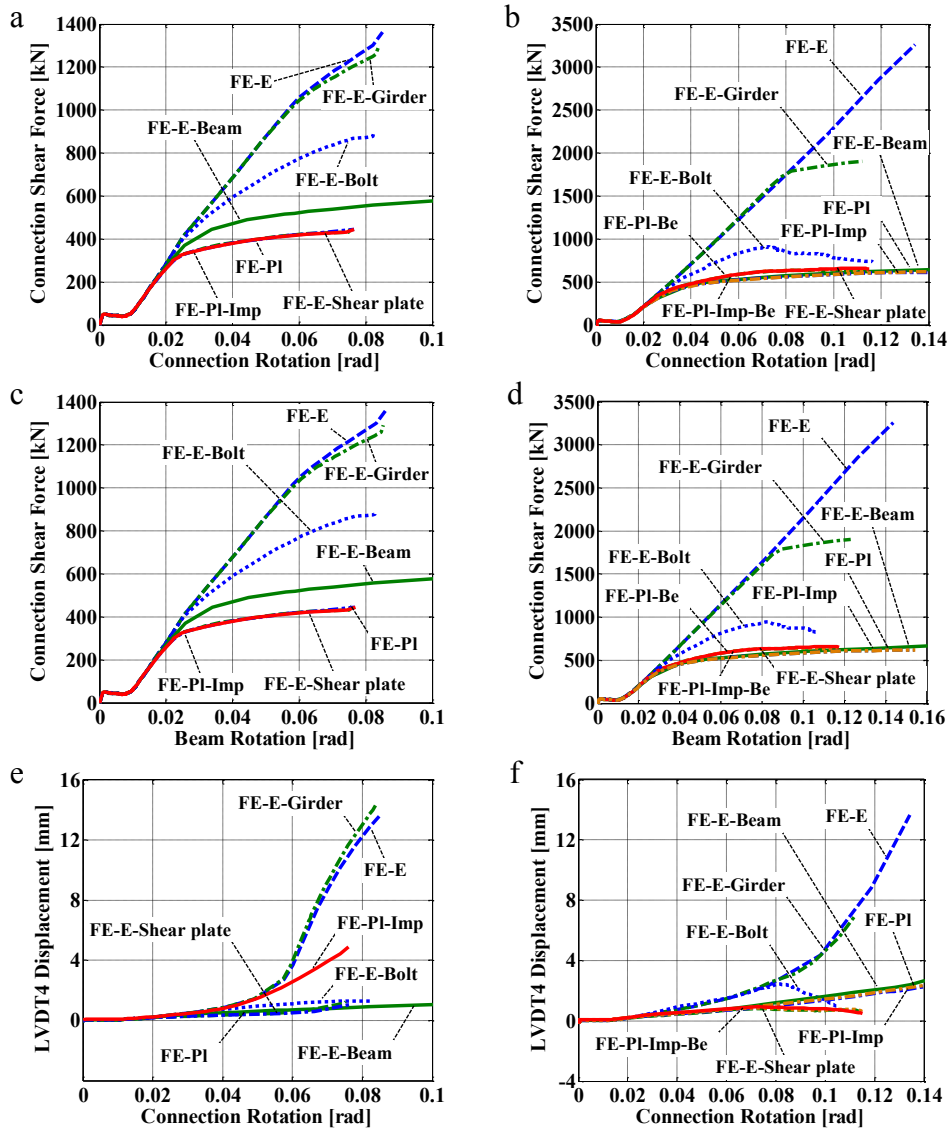 a
1400
1200
1000
800
600
400
200
0
Connection Shear Force [kN]
FE-E
FE-E-Girder
FE-E-Beam
FE-E-Bolt
FE-Pl
FE-E-Shear plate
FE-Pl-Imp
0 0.02 0.04 0.06 0.08 0.1
Connection Rotation [rad]
b
3500
3000
2500
2000
1500
1000
500
0
Connection Shear Force [kN]
FE-E
FE-E-Girder
FE-E-Beam
FE-E-Bolt
FE-Pl
FE-Pl-Be
FE-Pl-Imp
FE-Pl-Imp-Be
FE-E-Shear plate
0 0.02 0.04 0.06 0.08 0.1 0.12 0.14
Connection Rotation [rad]
c
1400
1200
1000
800
600
400
200
0
Connection Shear Force [kN]
FE-E
FE-E-Bolt
FE-E-Girder
FE-E-Beam
FE-Pl
FE-Pl-Imp
FE-E-Shear plate
0 0.02 0.04 0.06 0.08 0.1
Beam Rotation [rad]
d
3500
3000
2500
2000
1500
1000
500
0
Connection Shear Force [kN]
FE-E
FE-E-Girder
FE-E-Beam
FE-E-Bolt
FE-Pl
FE-Pl-Be
FE-Pl-Imp
FE-E-Shear plate
FE-Pl-Imp-Be
0 0.02 0.04 0.06 0.08 0.1 0.12 0.14 0.16
Beam Rotation [rad]
e
16
12
8
4
0
LVDT4 Displacement [mm]
FE-E-Girder
FE-E
FE-Pl-Imp
FE-E-Shear plate
FE-E-Bolt
FE-Pl
FE-E-Beam
0 0.02 0.04 0.06 0.08 0.1
Connection Rotation [rad]
f
16
12
8
4
0
-4
LVDT4 Displacement [mm]
FE-E-Beam
FE-E
FE-E-Girder
FE-Pl
FE-E-Bolt
FE-Pl-Imp-Be
FE-Pl-Imp
FE-E-Shear plate
0 0.02 0.04 0.06 0.08 0.1 0.12 0.14
Connection Rotation [rad]